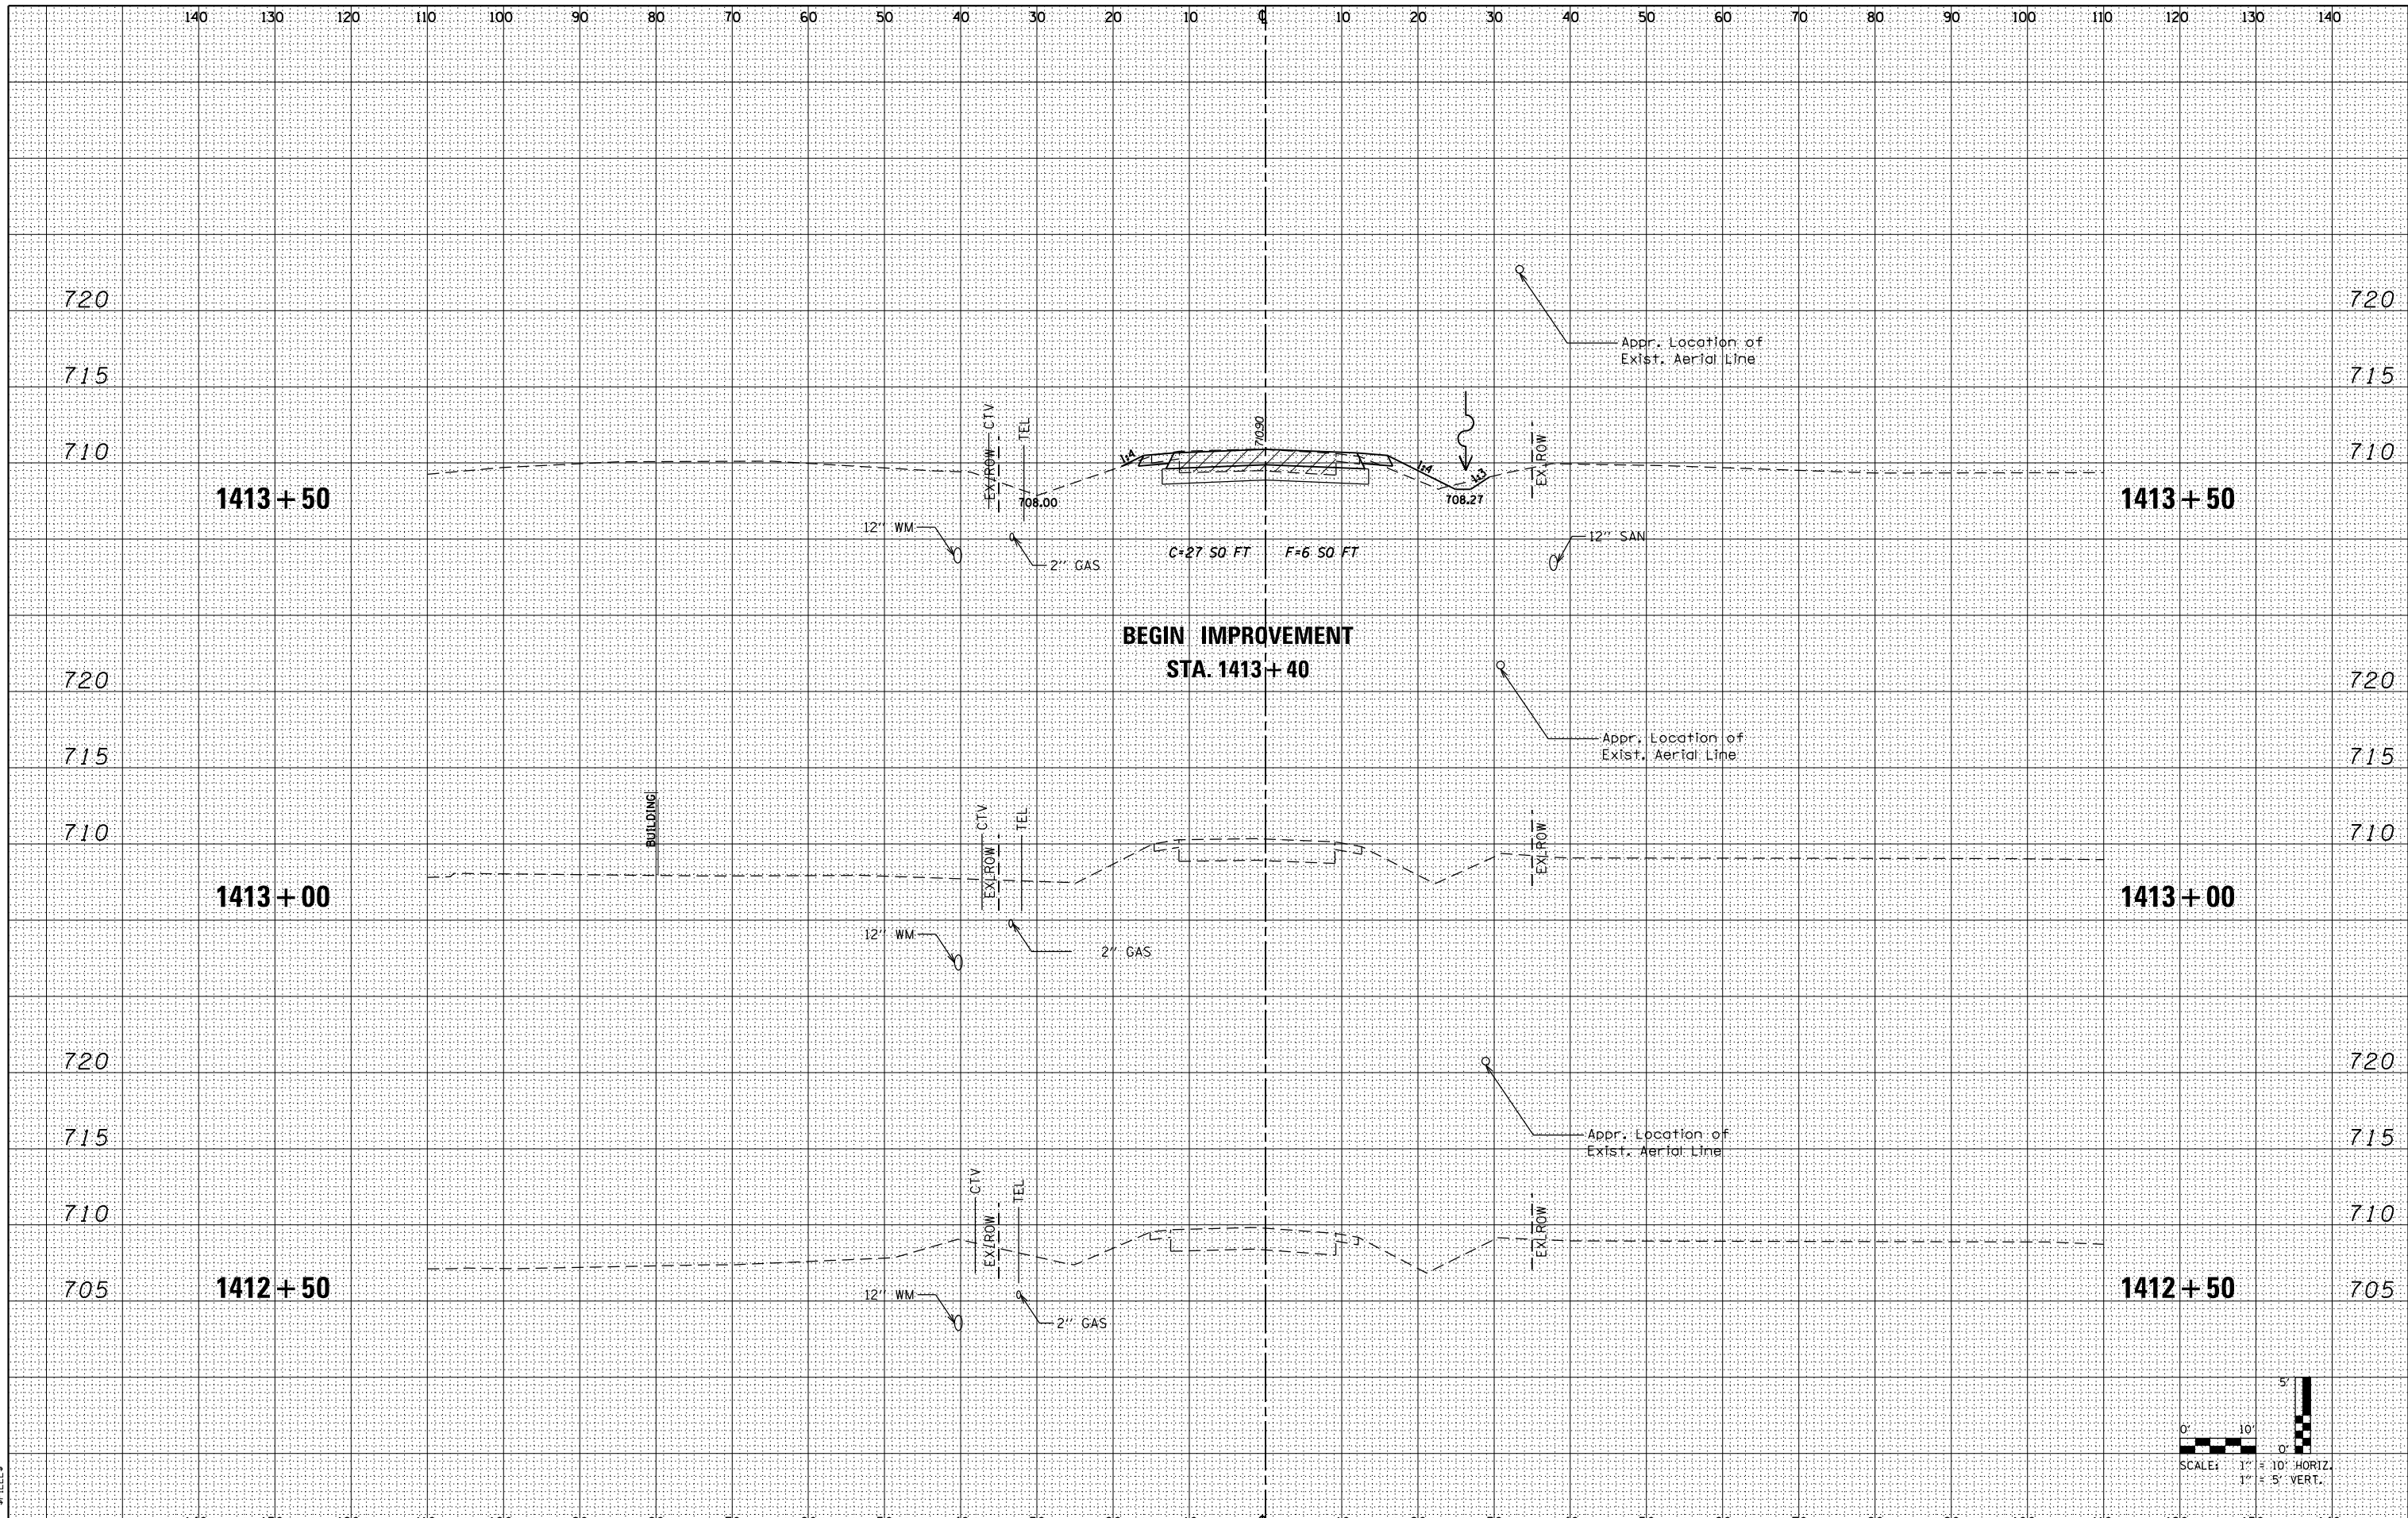 140 130 120 110 100 90 80 70 60 50 40 30 20 10 ℄ 10 20 30 40 50 60 70 80 90 100 110 120 130 140
720 720
Appr. Location of
Exist. Aerial Line
715 715
CTV
TEL
EX. ROW
710.90
EX. ROW
710 710
1:4
1:4
1:3
1413+50 1413+50
708.00
708.27
12'' WM
2'' GAS
C=27 SQ FT F=6 SQ FT
12'' SAN
BEGIN IMPROVEMENT
STA. 1413+40
720 720
Appr. Location of
Exist. Aerial Line
715 715
BUILDING
CTV
TEL
EX. ROW
EX. ROW
710 710
1413+00 1413+00
12'' WM
2'' GAS
720 720
Appr. Location of
Exist. Aerial Line
715 715
CTV
TEL
EX. ROW
EX. ROW
710 710
1412+50 1412+50
705 705
12'' WM
2'' GAS
5'
0' 10'
0'
SCALE: 1'' = 10' HORIZ.
1'' = 5' VERT.